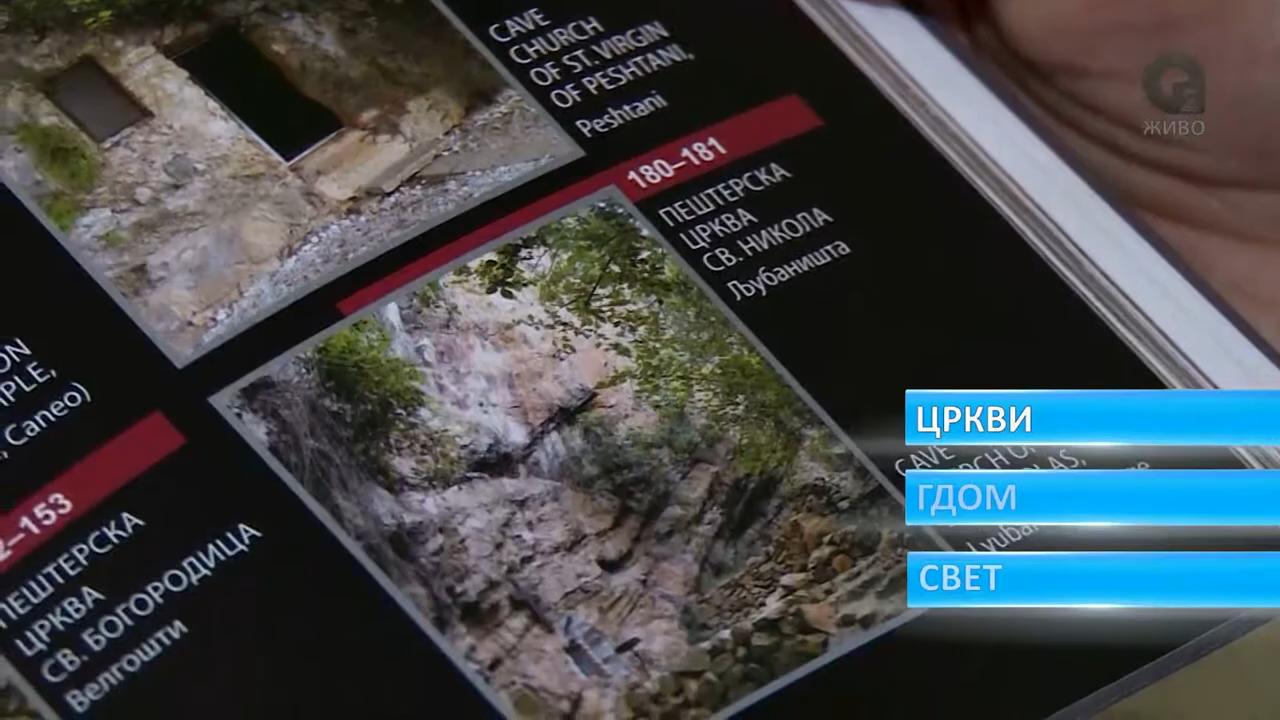 CAVE
CHURCH
OF ST. VIRGIN
OF PESHTANI,
Peshtani
180–181
ПЕШТЕРСКА
ЦРКВА
СВ. НИКОЛА
Љубаништа
CAVE
ON
PLE,
Caneo)
–153
ПЕШТЕРСКА
ЦРКВА
СВ. БОГОРОДИЦА
Велгошти
ЖИВО
ЦРКВИ
ГДОМ
СВЕТ